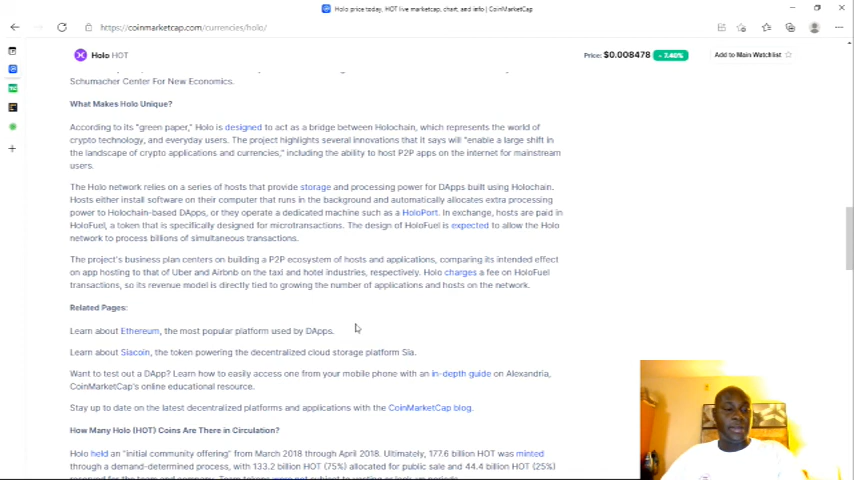 Holo price today, HOT live marketcap, chart, and info | CoinMarketCap
https://coinmarketcap.com/currencies/holo/
Holo HOT
Price: $0.008478 7.40%
Add to Main Watchlist
Schumacher Center For New Economics.
What Makes Holo Unique?
According to its "green paper," Holo is designed to act as a bridge between Holochain, which represents the world of
crypto technology, and everyday users. The project highlights several innovations that it says will "enable a large shift in
the landscape of crypto applications and currencies," including the ability to host P2P apps on the internet for mainstream
users.
The Holo network relies on a series of hosts that provide storage and processing power for DApps built using Holochain.
Hosts either install software on their computer that runs in the background and automatically allocates extra processing
power to Holochain-based DApps, or they operate a dedicated machine such as a HoloPort. In exchange, hosts are paid in
HoloFuel, a token that is specifically designed for microtransactions. The design of HoloFuel is expected to allow the Holo
network to process billions of simultaneous transactions.
The project's business plan centers on building a P2P ecosystem of hosts and applications, comparing its intended effect
on app hosting to that of Uber and Airbnb on the taxi and hotel industries, respectively. Holo charges a fee on HoloFuel
transactions, so its revenue model is directly tied to growing the number of applications and hosts on the network.
Related Pages:
Learn about Ethereum, the most popular platform used by DApps.
Learn about Siacoin, the token powering the decentralized cloud storage platform Sia.
Want to test out a DApp? Learn how to easily access one from your mobile phone with an in-depth guide on Alexandria,
CoinMarketCap's online educational resource.
Stay up to date on the latest decentralized platforms and applications with the CoinMarketCap blog.
How Many Holo (HOT) Coins Are There in Circulation?
Holo held an "initial community offering" from March 2018 through April 2018. Ultimately, 177.6 billion HOT was minted
through a demand-determined process, with 133.2 billion HOT (75%) allocated for public sale and 44.4 billion HOT (25%)